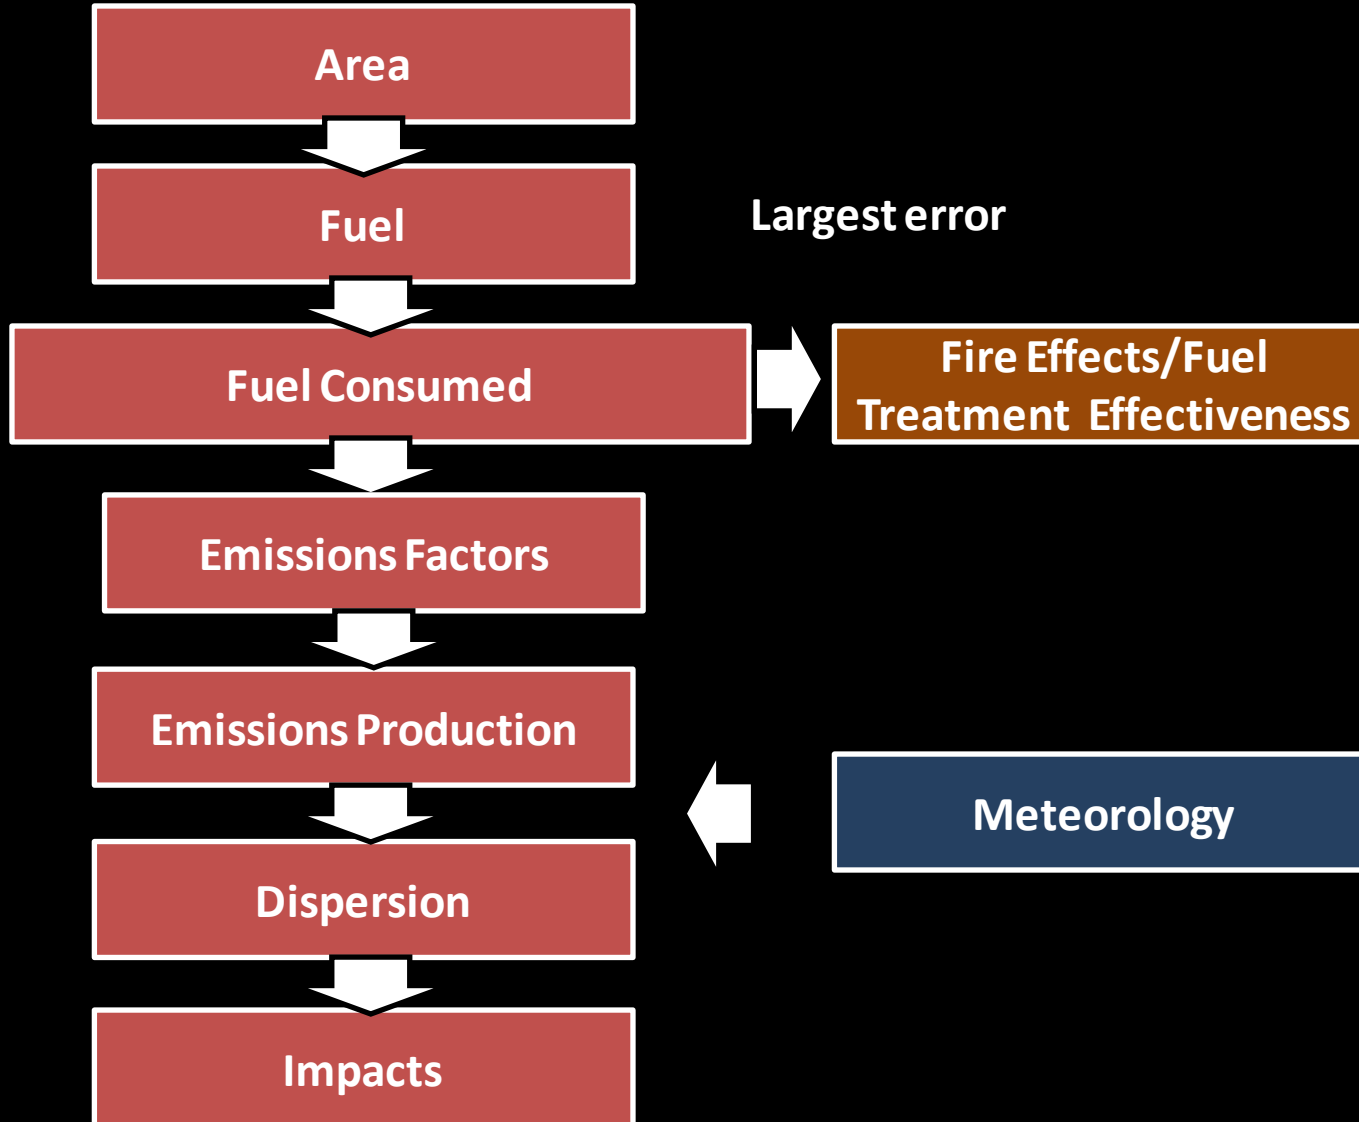 Area
Fuel
Largest error
Fuel Consumed
Fire Effects/Fuel
Treatment Effectiveness
Emissions Factors
Emissions Production
Meteorology
Dispersion
Impacts